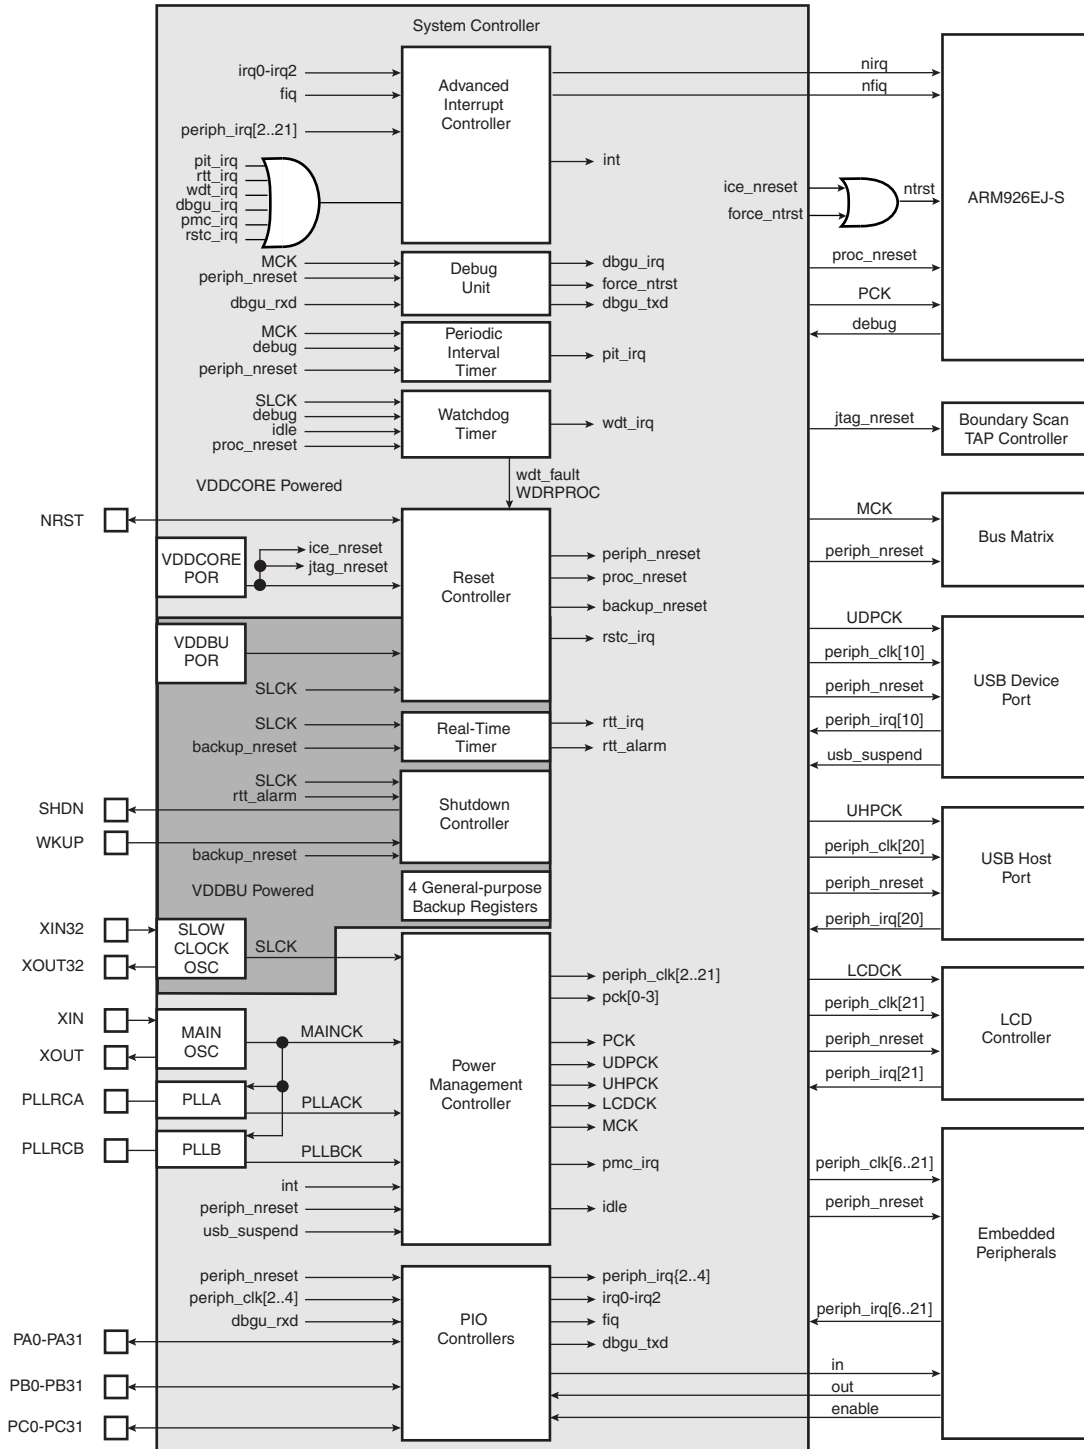 System Controller
irq0-irq2
fiq
periph_irq[2..21]
pit_irq
rtt_irq
wdt_irq
dbgu_irq
pmc_irq
rstc_irq
Advanced
Interrupt
Controller
int
nirq
nfiq
ice_nreset
force_ntrst
ntrst
ARM926EJ-S
proc_nreset
PCK
debug
MCK
periph_nreset
dbgu_rxd
Debug
Unit
dbgu_irq
force_ntrst
dbgu_txd
MCK
debug
periph_nreset
Periodic
Interval
Timer
pit_irq
SLCK
debug
idle
proc_nreset
Watchdog
Timer
wdt_irq
wdt_fault
WDRPROC
VDDCORE Powered
jtag_nreset
Boundary Scan
TAP Controller
NRST
VDDCORE
POR
ice_nreset
jtag_nreset
Reset
Controller
periph_nreset
proc_nreset
backup_nreset
rstc_irq
MCK
periph_nreset
Bus Matrix
VDDBU
POR
SLCK
UDPCK
periph_clk[10]
periph_nreset
periph_irq[10]
usb_suspend
USB Device
Port
SLCK
backup_nreset
Real-Time
Timer
rtt_irq
rtt_alarm
SLCK
rtt_alarm
SHDN
WKUP
backup_nreset
Shutdown
Controller
VDDBU Powered
4 General-purpose
Backup Registers
UHPCK
periph_clk[20]
periph_nreset
periph_irq[20]
USB Host
Port
XIN32
XOUT32
SLOW
CLOCK
OSC
SLCK
XIN
XOUT
MAIN
OSC
MAINCK
PLLRCA
PLLA
PLLACK
PLLRCB
PLLB
PLLBCK
int
periph_nreset
usb_suspend
Power
Management
Controller
periph_clk[2..21]
pck[0-3]
PCK
UDPCK
UHPCK
LCDCK
MCK
pmc_irq
idle
LCDCK
periph_clk[21]
periph_nreset
periph_irq[21]
LCD
Controller
periph_clk[6..21]
periph_nreset
periph_irq[6..21]
in
out
enable
Embedded
Peripherals
periph_nreset
periph_clk[2..4]
dbgu_rxd
PA0-PA31
PB0-PB31
PC0-PC31
PIO
Controllers
periph_irq{2..4]
irq0-irq2
fiq
dbgu_txd